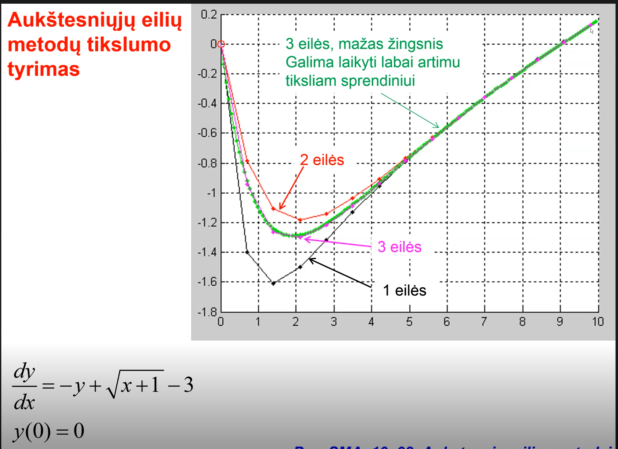 Aukštesniųjų eilių
metodų tikslumo
tyrimas
0.2
0
-0.2
-0.4
-0.6
-0.8
-1
-1.2
-1.4
-1.6
-1.8
3 eilės, mažas žingsnis
Galima laikyti labai artimu
tiksliam sprendiniui
2 eilės
3 eilės
1 eilės
0 1 2 3 4 5 6 7 8 9 10
dy/dx = −y + √(x+1) − 3
y(0) = 0